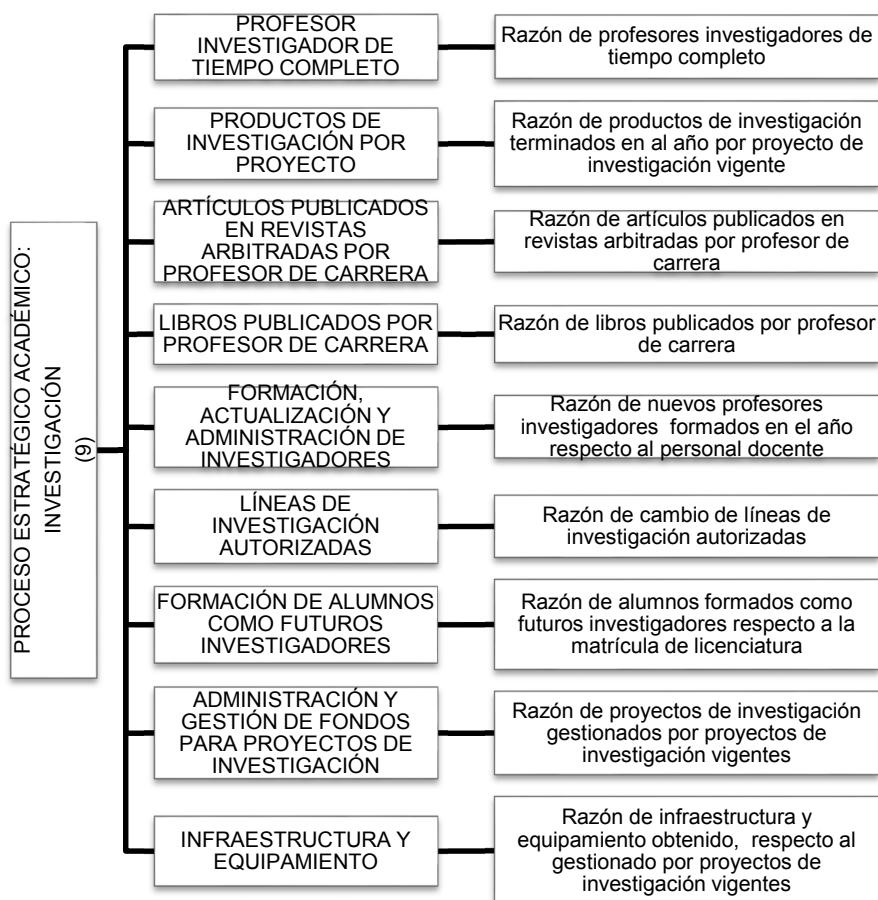 PROCESO ESTRATÉGICO ACADÉMICO:
INVESTIGACIÓN
(9)
PROFESOR
INVESTIGADOR DE
TIEMPO COMPLETO
Razón de profesores investigadores de
tiempo completo
PRODUCTOS DE
INVESTIGACIÓN POR
PROYECTO
Razón de productos de investigación
terminados en al año por proyecto de
investigación vigente
ARTÍCULOS PUBLICADOS
EN REVISTAS
ARBITRADAS POR
PROFESOR DE CARRERA
Razón de artículos publicados en
revistas arbitradas por profesor de
carrera
LIBROS PUBLICADOS POR
PROFESOR DE CARRERA
Razón de libros publicados por profesor
de carrera
FORMACIÓN,
ACTUALIZACIÓN Y
ADMINISTRACIÓN DE
INVESTIGADORES
Razón de nuevos profesores
investigadores formados en el año
respecto al personal docente
LÍNEAS DE
INVESTIGACIÓN
AUTORIZADAS
Razón de cambio de líneas de
investigación autorizadas
FORMACIÓN DE ALUMNOS
COMO FUTUROS
INVESTIGADORES
Razón de alumnos formados como
futuros investigadores respecto a la
matrícula de licenciatura
ADMINISTRACIÓN Y
GESTIÓN DE FONDOS
PARA PROYECTOS DE
INVESTIGACIÓN
Razón de proyectos de investigación
gestionados por proyectos de
investigación vigentes
INFRAESTRUCTURA Y
EQUIPAMIENTO
Razón de infraestructura y
equipamiento obtenido, respecto al
gestionado por proyectos de
investigación vigentes